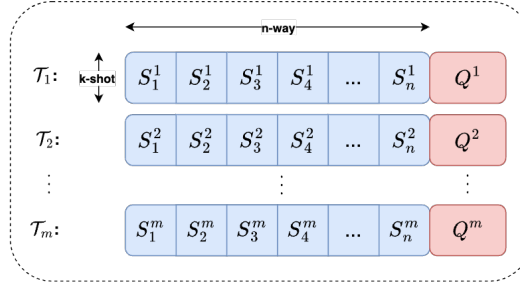 n-way
𝒯₁: k-shot S₁¹ S₂¹ S₃¹ S₄¹ ... Sₙ¹ Q¹
𝒯₂: S₁² S₂² S₃² S₄² ... Sₙ² Q²
⋮ ⋮ ⋮
𝒯ₘ: S₁ᵐ S₂ᵐ S₃ᵐ S₄ᵐ ... Sₙᵐ Qᵐ